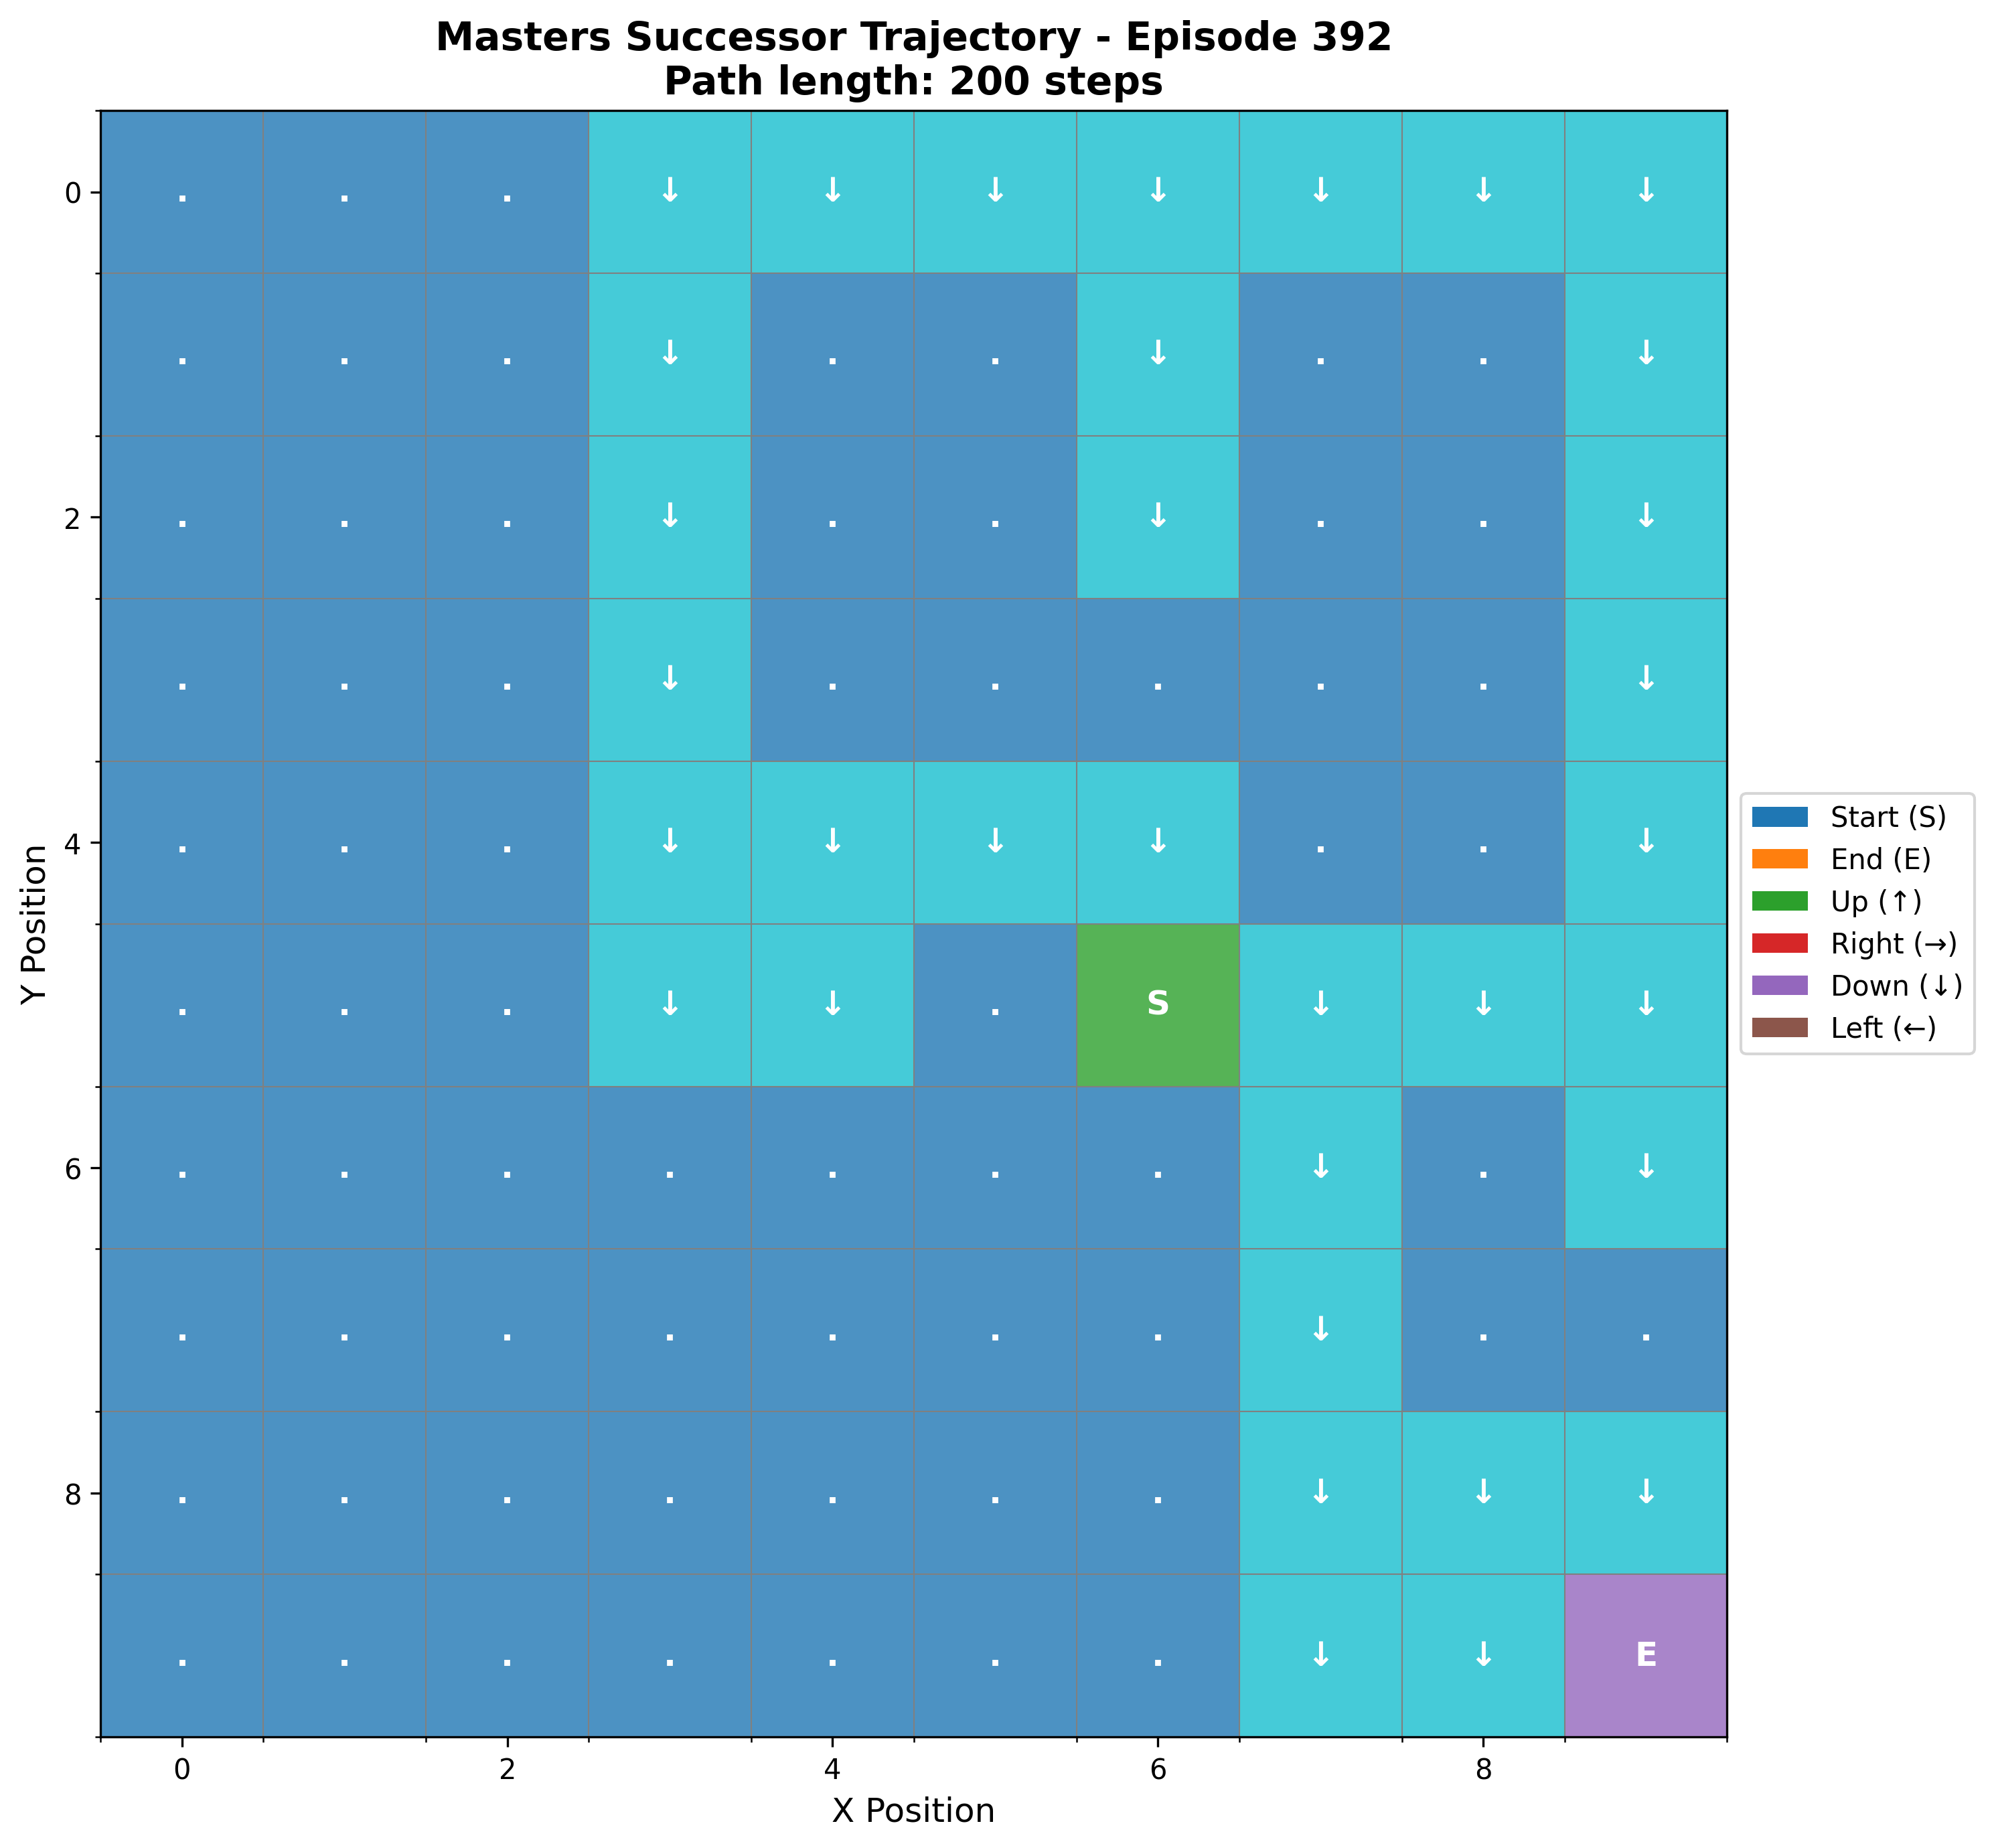 Masters Successor Trajectory - Episode 392
Path length: 200 steps
0 . . . ↓ ↓ ↓ ↓ ↓ ↓ ↓
. . . ↓ . . ↓ . . ↓
2 . . . ↓ . . ↓ . . ↓
. . . ↓ . . . . . ↓
4 . . . ↓ ↓ ↓ ↓ . . ↓
. . . ↓ ↓ . S ↓ ↓ ↓
6 . . . . . . . ↓ . ↓
. . . . . . . ↓ . .
8 . . . . . . . ↓ ↓ ↓
. . . . . . . ↓ ↓ E
0 2 4 6 8
X Position
Y Position
Start (S)
End (E)
Up (↑)
Right (→)
Down (↓)
Left (←)